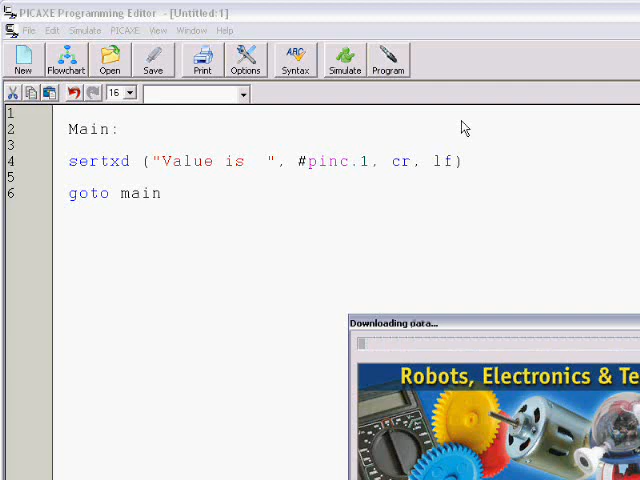 PICAXE Programming Editor - [Untitled:1]
File Edit Simulate PICAXE View Window Help
New Flowchart Open Save Print Options ABC Syntax Simulate Program
16
1
2 Main:
3
4 sertxd ("Value is  ", #pinc.1, cr, lf)
5
6 goto main
Downloading data...
Robots, Electronics & Te